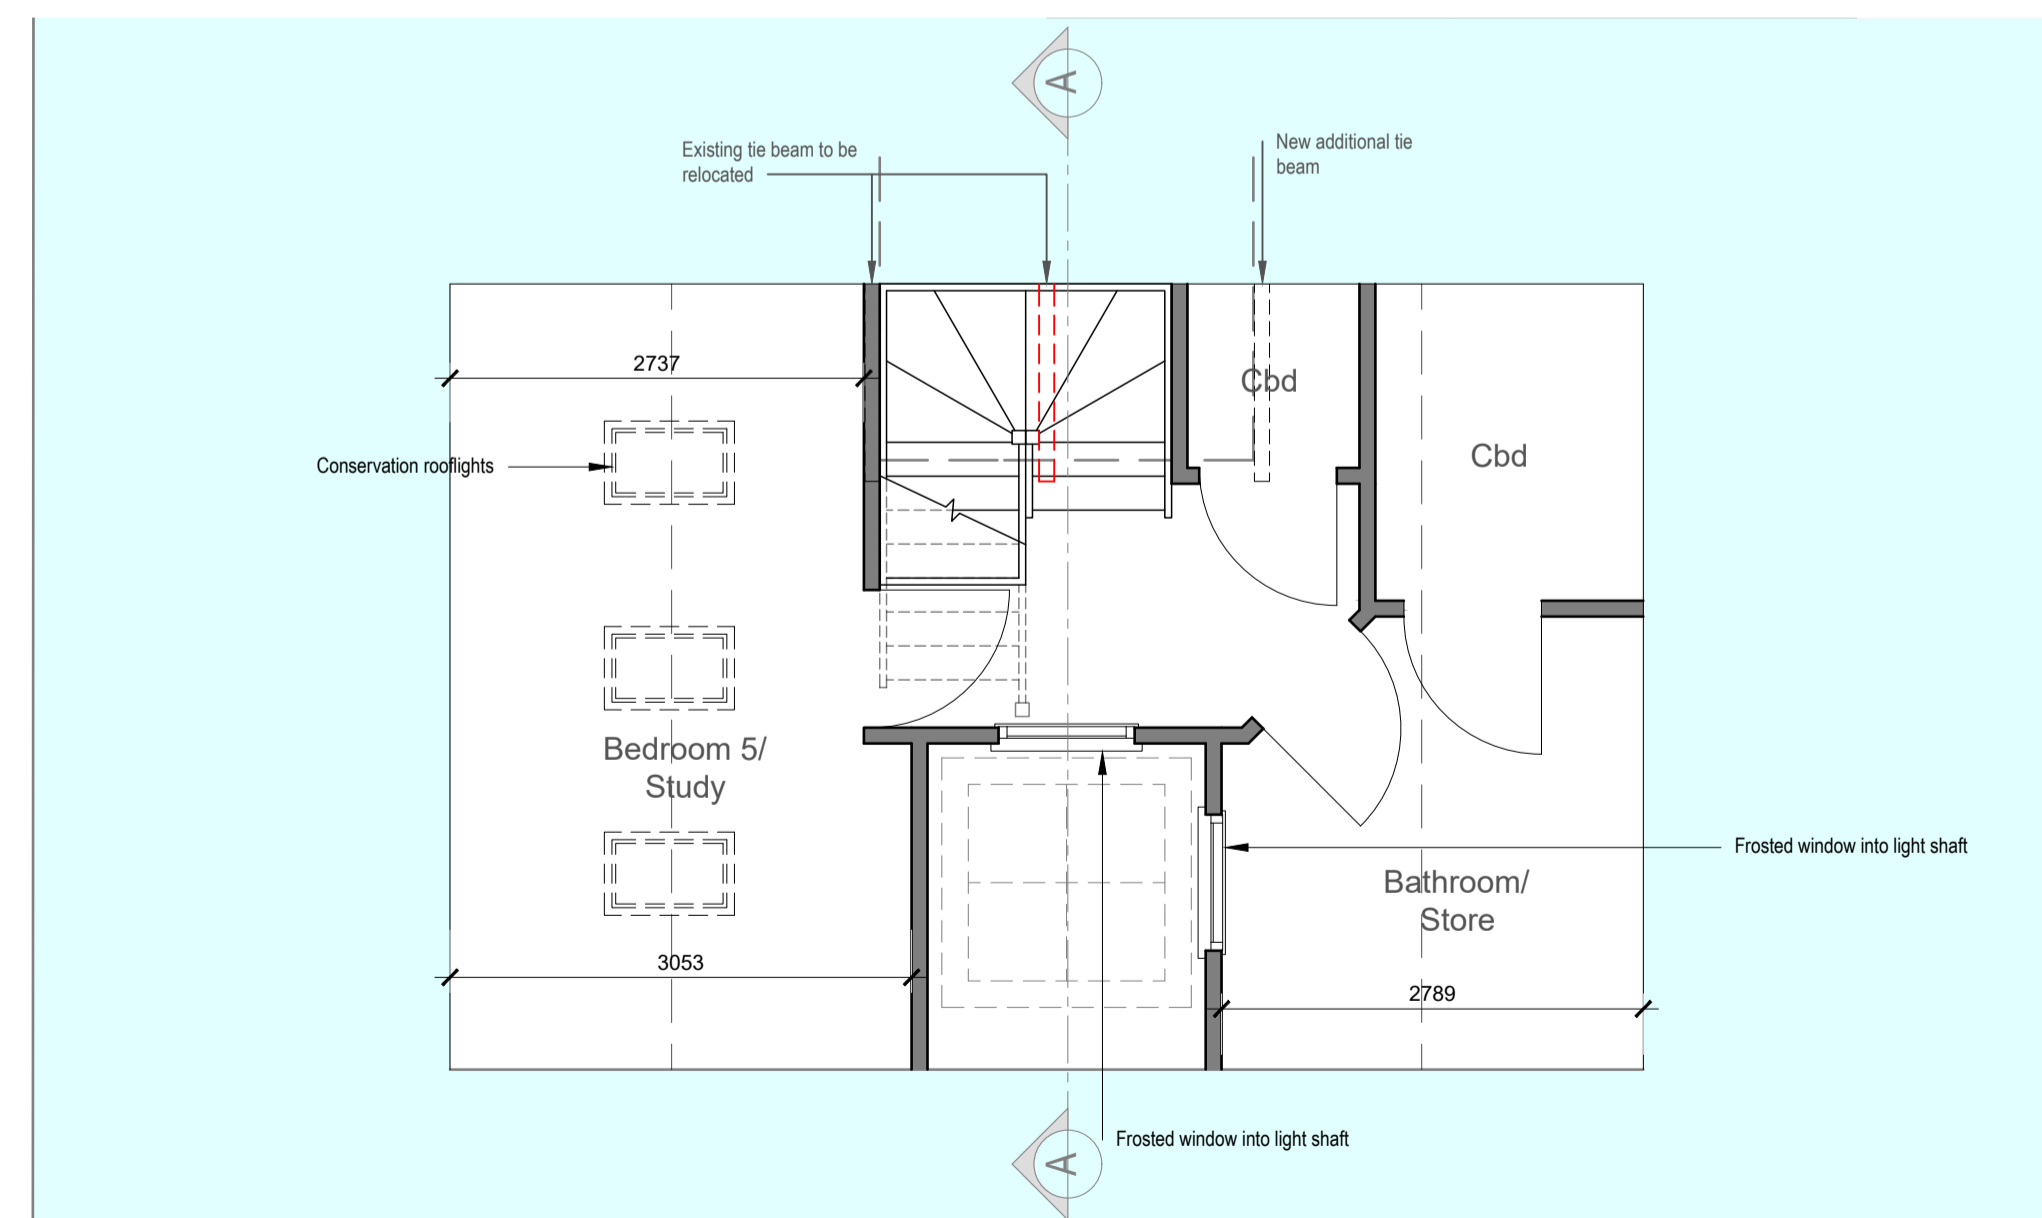 A
Existing tie beam to be
relocated
New additional tie
beam
2737
Cbd
Cbd
Conservation rooflights
Bedroom 5/
Study
Frosted window into light shaft
Bathroom/
Store
3053
2789
Frosted window into light shaft
A